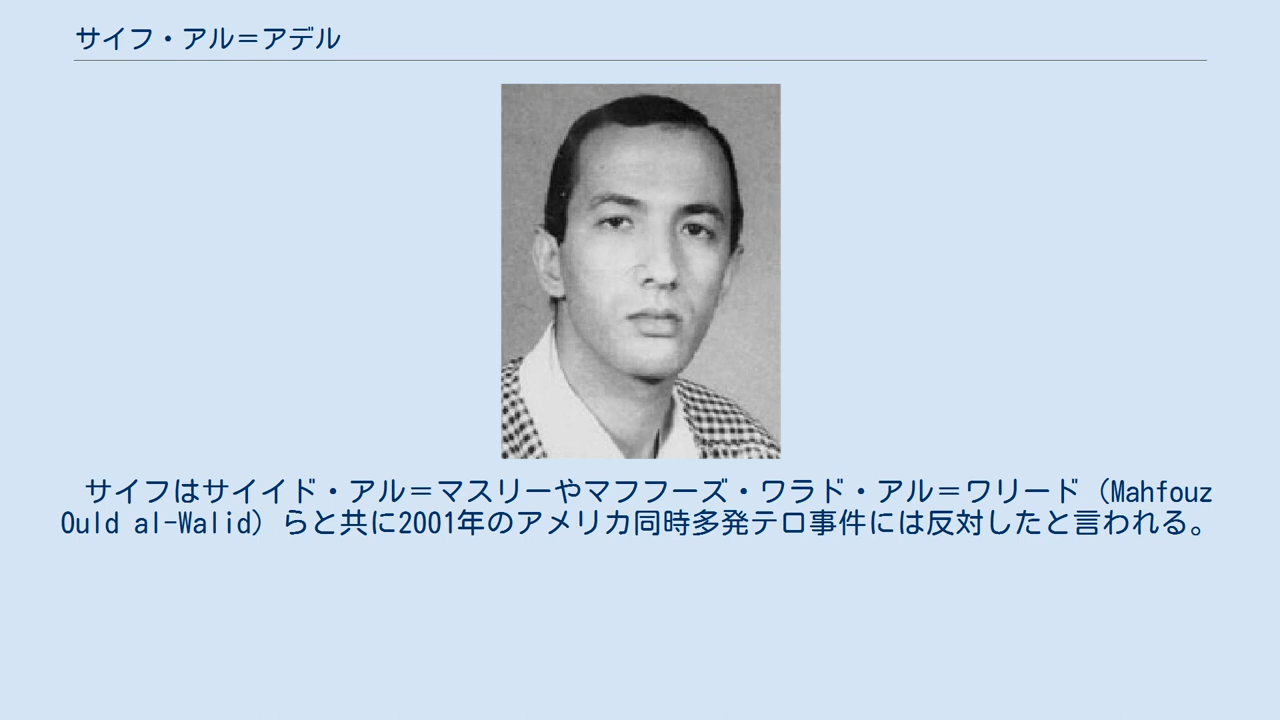 サイフ・アル＝アデル
サイフはサイイド・アル＝マスリーやマフフーズ・ワラド・アル＝ワリード（Mahfouz
Ould al-Walid）らと共に2001年のアメリカ同時多発テロ事件には反対したと言われる。